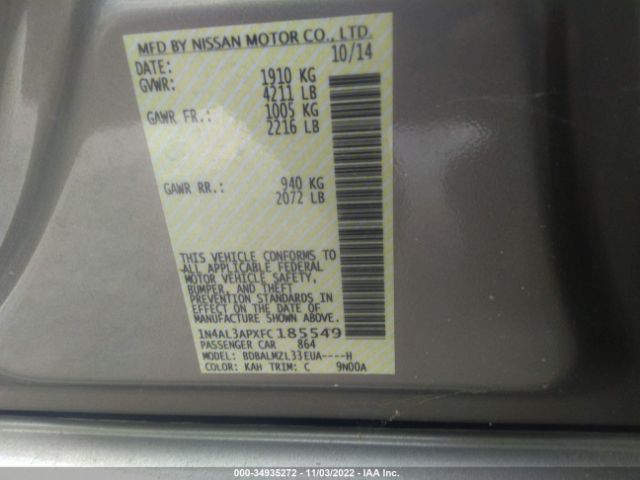 MFD BY NISSAN MOTOR CO., LTD.
DATE: 10/14
GVWR: 1910 KG
4211 LB
GAWR FR.: 1005 KG
2216 LB
GAWR RR.: 940 KG
2072 LB
THIS VEHICLE CONFORMS TO
ALL APPLICABLE FEDERAL
MOTOR VEHICLE SAFETY,
BUMPER, AND THEFT
PREVENTION STANDARDS IN
EFFECT ON THE DATE OF
MANUFACTURE SHOWN ABOVE.
1N4AL3APXFC185549
PASSENGER CAR 864
MODEL: BDBALMZL33EUA----H
COLOR: KAH TRIM: C 9N00A
000-34935272 - 11/03/2022 - IAA Inc.